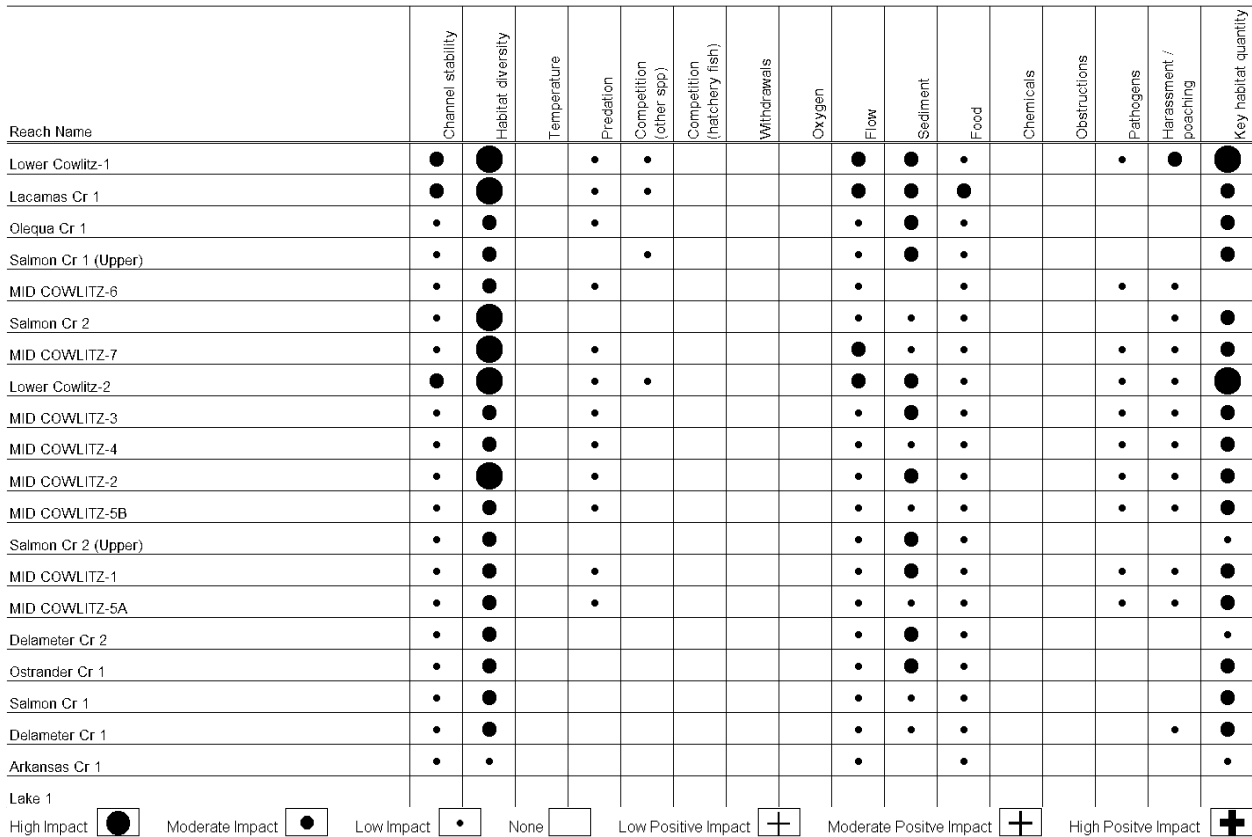 Reach Name
Channel stability
Habitat diversity
Temperature
Predation
Competition
(other spp)
Competition
(hatchery fish)
Withdrawals
Oxygen
Flow
Sediment
Food
Chemicals
Obstructions
Pathogens
Harassment /
poaching
Key habitat quantity
Lower Cowlitz-1
Lacamas Cr 1
Olequa Cr 1
Salmon Cr 1 (Upper)
MID COWLITZ-6
Salmon Cr 2
MID COWLITZ-7
Lower Cowlitz-2
MID COWLITZ-3
MID COWLITZ-4
MID COWLITZ-2
MID COWLITZ-5B
Salmon Cr 2 (Upper)
MID COWLITZ-1
MID COWLITZ-5A
Delameter Cr 2
Ostrander Cr 1
Salmon Cr 1
Delameter Cr 1
Arkansas Cr 1
Lake 1
High Impact Moderate Impact Low Impact None Low Positive Impact Moderate Positve Impact High Positve Impact